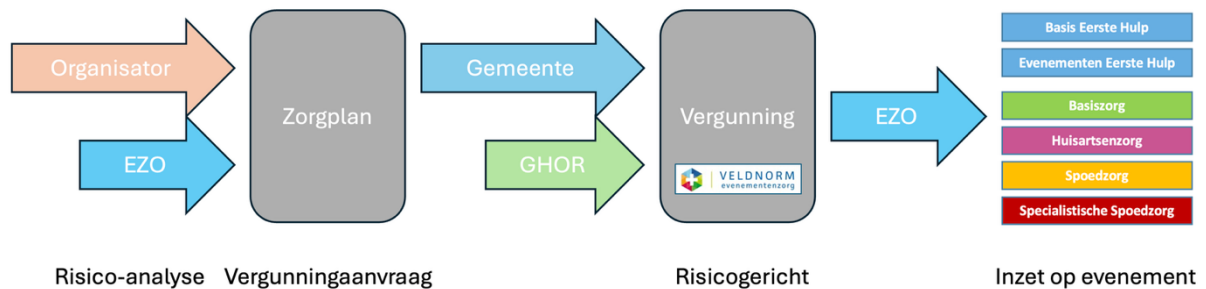 Organisator
EZO
Zorgplan
Gemeente
GHOR
Vergunning
VELDNORM
evenementenzorg
EZO
Basis Eerste Hulp
Evenementen Eerste Hulp
Basiszorg
Huisartsenzorg
Spoedzorg
Specialistische Spoedzorg
Risico-analyse Vergunningaanvraag Risicogericht Inzet op evenement